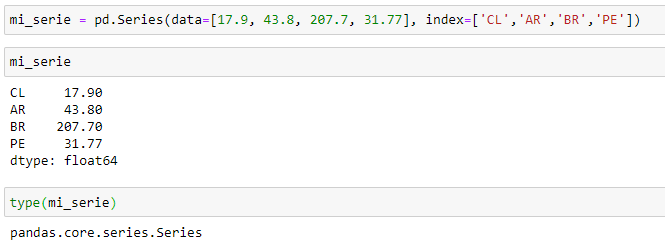 mi_serie = pd.Series(data=[17.9, 43.8, 207.7, 31.77], index=['CL','AR','BR','PE'])
mi_serie
CL 17.90
AR 43.80
BR 207.70
PE 31.77
dtype: float64
type(mi_serie)
pandas.core.series.Series